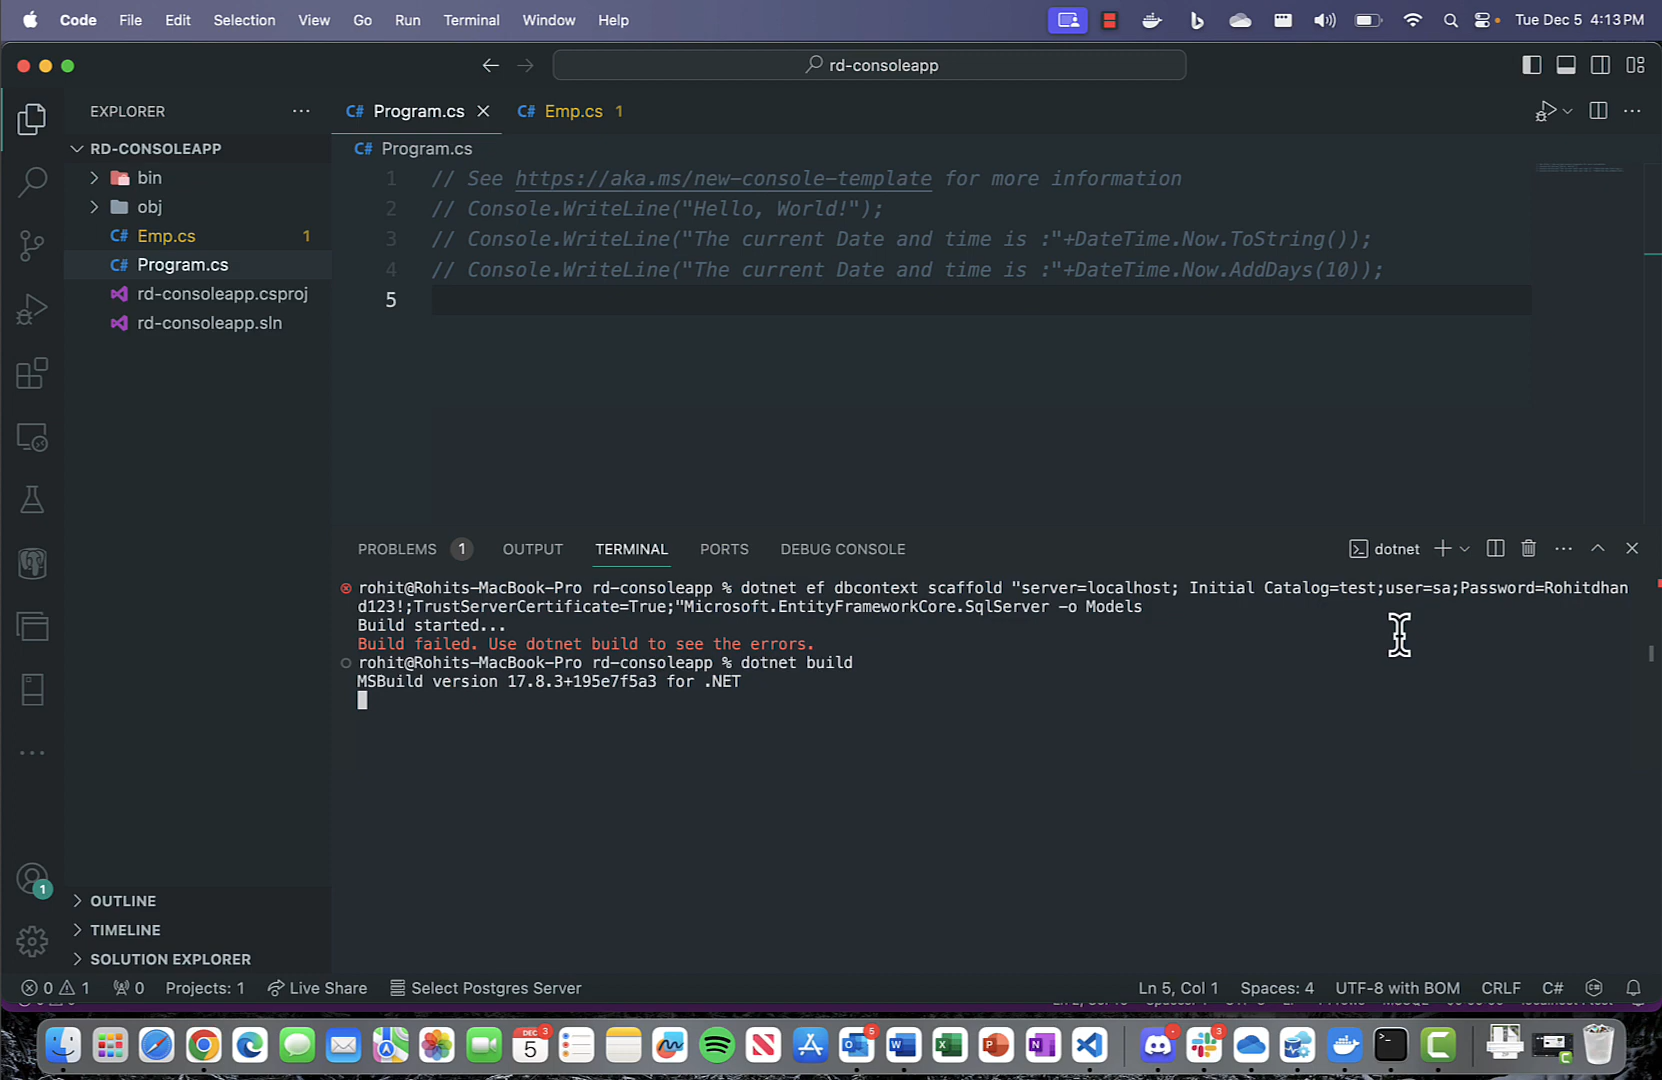 Code File Edit Selection View Go Run Terminal Window Help Tue Dec 5 4:13 PM
rd-consoleapp
EXPLORER ···
C# Program.cs C# Emp.cs 1
RD-CONSOLEAPP
C# Program.cs
bin
obj
C# Emp.cs 1
C# Program.cs
rd-consoleapp.csproj
rd-consoleapp.sln
1 // See https://aka.ms/new-console-template for more information
2 // Console.WriteLine("Hello, World!");
3 // Console.WriteLine("The current Date and time is :"+DateTime.Now.ToString());
4 // Console.WriteLine("The current Date and time is :"+DateTime.Now.AddDays(10));
5
PROBLEMS 1 OUTPUT TERMINAL PORTS DEBUG CONSOLE dotnet
rohit@Rohits-MacBook-Pro rd-consoleapp % dotnet ef dbcontext scaffold "server=localhost; Initial Catalog=test;user=sa;Password=Rohitdhan
d123!;TrustServerCertificate=True;"Microsoft.EntityFrameworkCore.SqlServer -o Models
Build started...
Build failed. Use dotnet build to see the errors.
rohit@Rohits-MacBook-Pro rd-consoleapp % dotnet build
MSBuild version 17.8.3+195e7f5a3 for .NET
1
OUTLINE
TIMELINE
SOLUTION EXPLORER
0 1 0 Projects: 1 Live Share Select Postgres Server Ln 5, Col 1 Spaces: 4 UTF-8 with BOM CRLF C#
DEC 3 5 5 3